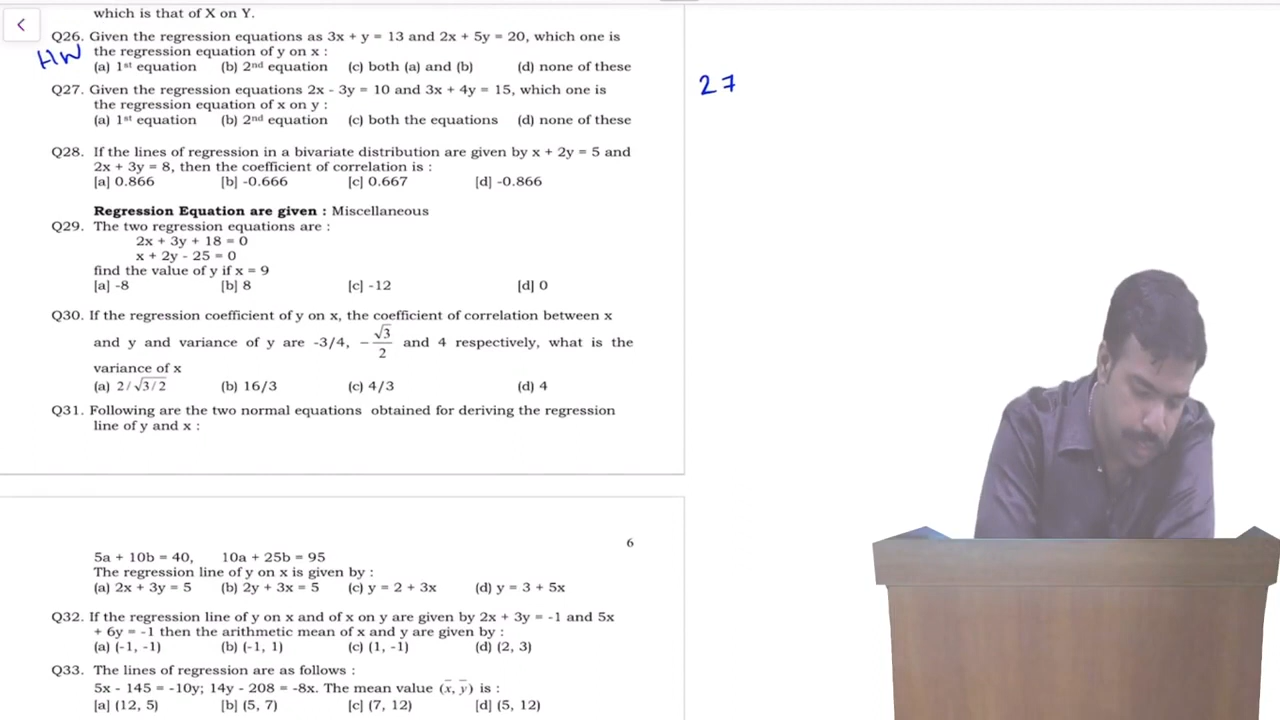 which is that of X on Y.
Q26. Given the regression equations as 3x + y = 13 and 2x + 5y = 20, which one is
HW
the regression equation of y on x :
(a) 1st equation (b) 2nd equation (c) both (a) and (b) (d) none of these
27
Q27. Given the regression equations 2x - 3y = 10 and 3x + 4y = 15, which one is
the regression equation of x on y :
(a) 1st equation (b) 2nd equation (c) both the equations (d) none of these
Q28. If the lines of regression in a bivariate distribution are given by x + 2y = 5 and
2x + 3y = 8, then the coefficient of correlation is :
[a] 0.866 [b] -0.666 [c] 0.667 [d] -0.866
Regression Equation are given : Miscellaneous
Q29. The two regression equations are :
2x + 3y + 18 = 0
x + 2y - 25 = 0
find the value of y if x = 9
[a] -8 [b] 8 [c] -12 [d] 0
Q30. If the regression coefficient of y on x, the coefficient of correlation between x
and y and variance of y are -3/4, -√3/2 and 4 respectively, what is the
variance of x
(a) 2/√3/2 (b) 16/3 (c) 4/3 (d) 4
Q31. Following are the two normal equations obtained for deriving the regression
line of y and x :
6
5a + 10b = 40, 10a + 25b = 95
The regression line of y on x is given by :
(a) 2x + 3y = 5 (b) 2y + 3x = 5 (c) y = 2 + 3x (d) y = 3 + 5x
Q32. If the regression line of y on x and of x on y are given by 2x + 3y = -1 and 5x
+ 6y = -1 then the arithmetic mean of x and y are given by :
(a) (-1, -1) (b) (-1, 1) (c) (1, -1) (d) (2, 3)
Q33. The lines of regression are as follows :
5x - 145 = -10y; 14y - 208 = -8x. The mean value (x̄, ȳ) is :
[a] (12, 5) [b] (5, 7) [c] (7, 12) [d] (5, 12)